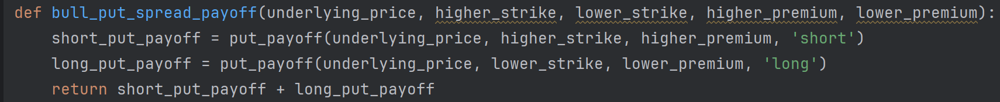 def bull_put_spread_payoff(underlying_price, higher_strike, lower_strike, higher_premium, lower_premium):
    short_put_payoff = put_payoff(underlying_price, higher_strike, higher_premium, 'short')
    long_put_payoff = put_payoff(underlying_price, lower_strike, lower_premium, 'long')
    return short_put_payoff + long_put_payoff